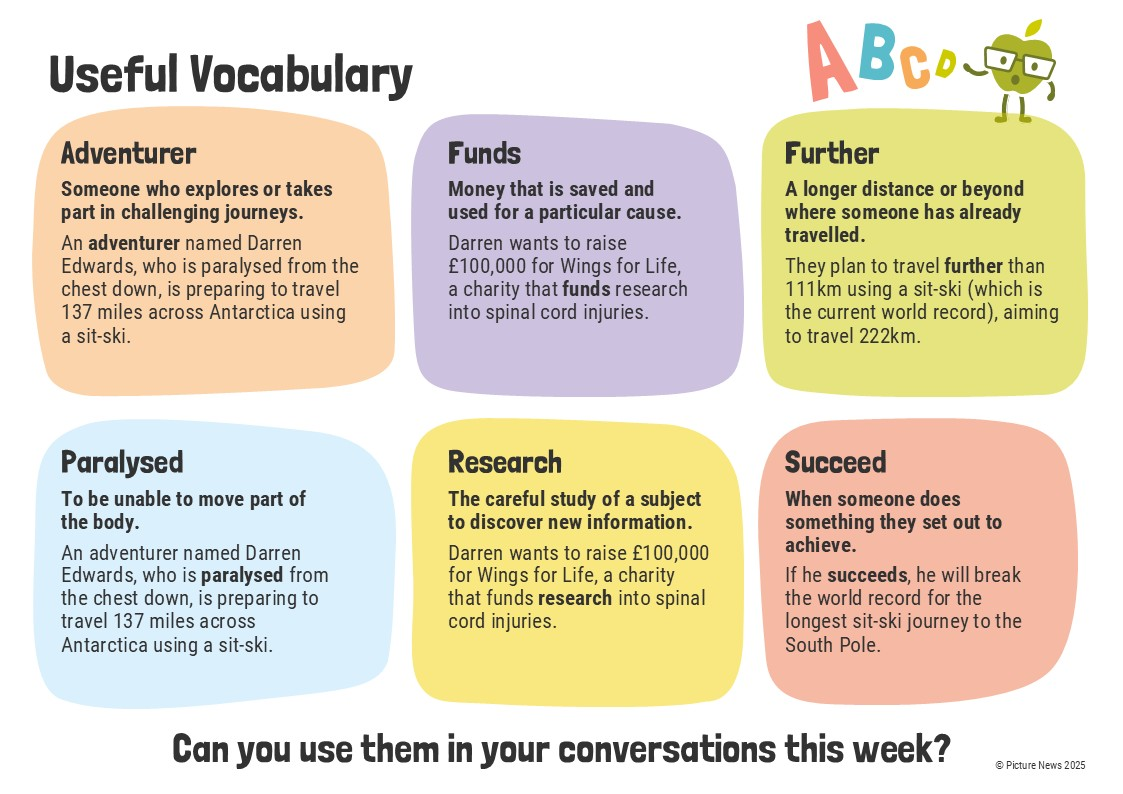 Useful Vocabulary
A B C D
Adventurer
Someone who explores or takes
part in challenging journeys.
An adventurer named Darren
Edwards, who is paralysed from the
chest down, is preparing to travel
137 miles across Antarctica using
a sit-ski.
Funds
Money that is saved and
used for a particular cause.
Darren wants to raise
£100,000 for Wings for Life,
a charity that funds research
into spinal cord injuries.
Further
A longer distance or beyond
where someone has already
travelled.
They plan to travel further than
111km using a sit-ski (which is
the current world record), aiming
to travel 222km.
Paralysed
To be unable to move part of
the body.
An adventurer named Darren
Edwards, who is paralysed from
the chest down, is preparing to
travel 137 miles across
Antarctica using a sit-ski.
Research
The careful study of a subject
to discover new information.
Darren wants to raise £100,000
for Wings for Life, a charity
that funds research into spinal
cord injuries.
Succeed
When someone does
something they set out to
achieve.
If he succeeds, he will break
the world record for the
longest sit-ski journey to the
South Pole.
Can you use them in your conversations this week?
© Picture News 2025